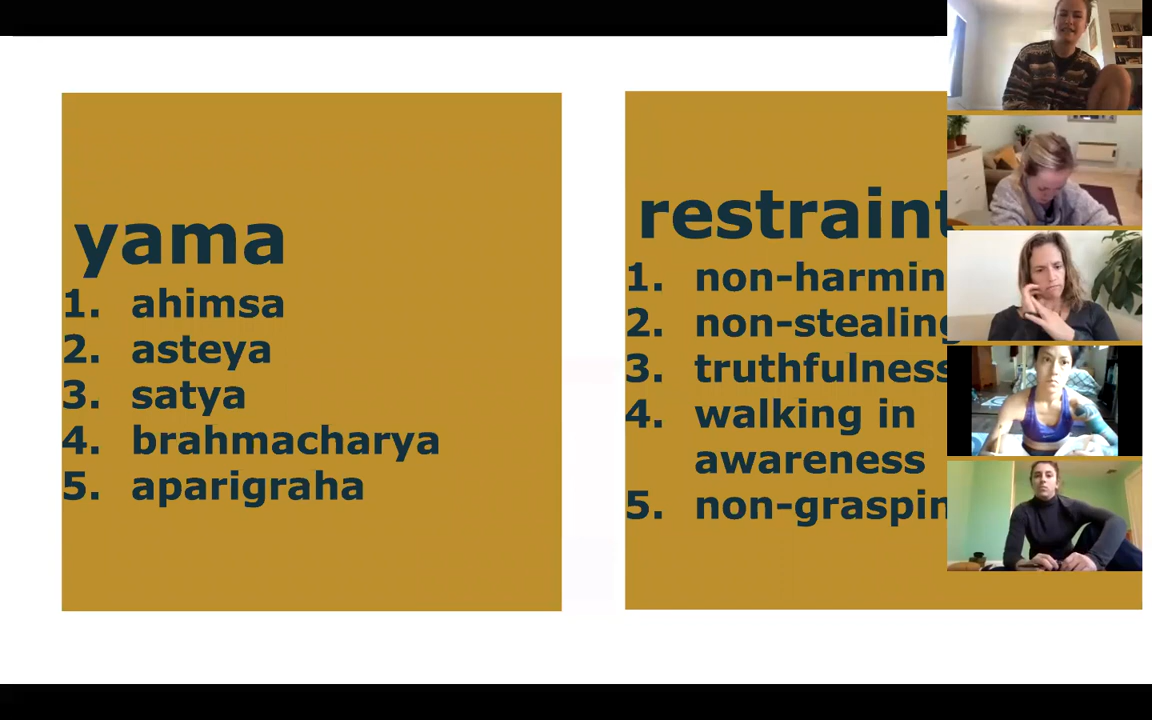 yama
1. ahimsa
2. asteya
3. satya
4. brahmacharya
5. aparigraha
restraint
1. non-harmin
2. non-stealing
3. truthfulness
4. walking in
awareness
5. non-graspin